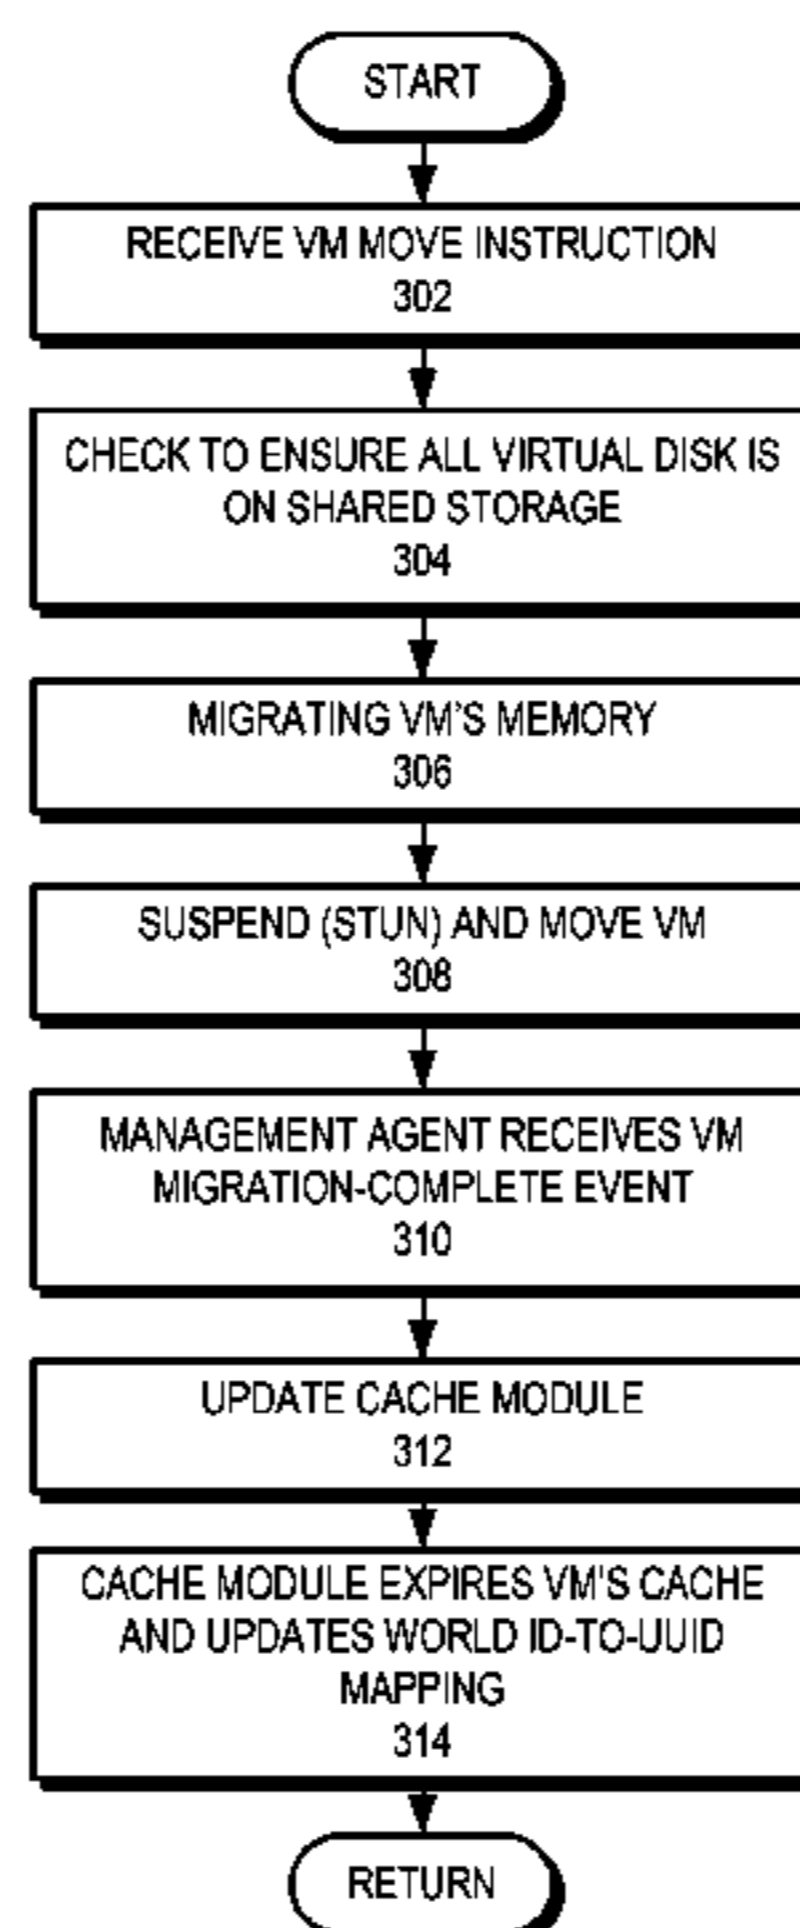 START
RECEIVE VM MOVE INSTRUCTION
302
CHECK TO ENSURE ALL VIRTUAL DISK IS
ON SHARED STORAGE
304
MIGRATING VM'S MEMORY
306
SUSPEND (STUN) AND MOVE VM
308
MANAGEMENT AGENT RECEIVES VM
MIGRATION-COMPLETE EVENT
310
UPDATE CACHE MODULE
312
CACHE MODULE EXPIRES VM'S CACHE
AND UPDATES WORLD ID-TO-UUID
MAPPING
314
RETURN